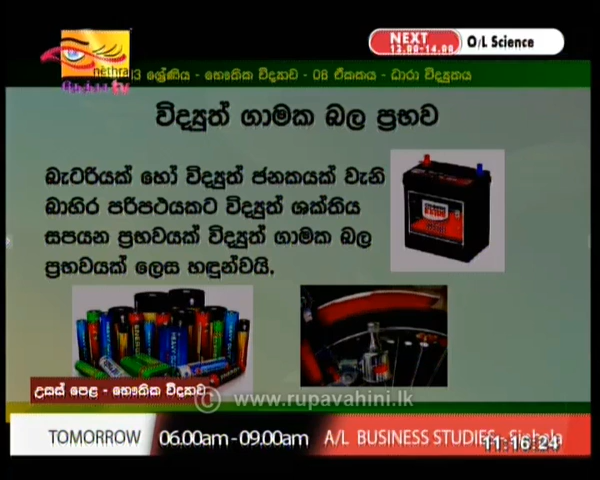 NEXT
13.00-14.00
O/L Science
nethra
tv
13 ශ්‍රේණිය - භෞතික විද්‍යාව - 08 ඒකකය - ධාරා විද්‍යුතය
විද්‍යුත් ගාමක බල ප්‍රභව
බැටරියක් හෝ විද්‍යුත් ජනකයක් වැනි
බාහිර පරිපථයකට විද්‍යුත් ශක්තිය
සපයන ප්‍රභවයක් විද්‍යුත් ගාමක බල
ප්‍රභවයක් ලෙස හඳුන්වයි.
උසස් පෙළ - භෞතික විද්‍යාව
www.rupavahini.lk
TOMORROW 06.00am - 09.00am A/L BUSINESS STUDIES - Sinhala
11:16:24